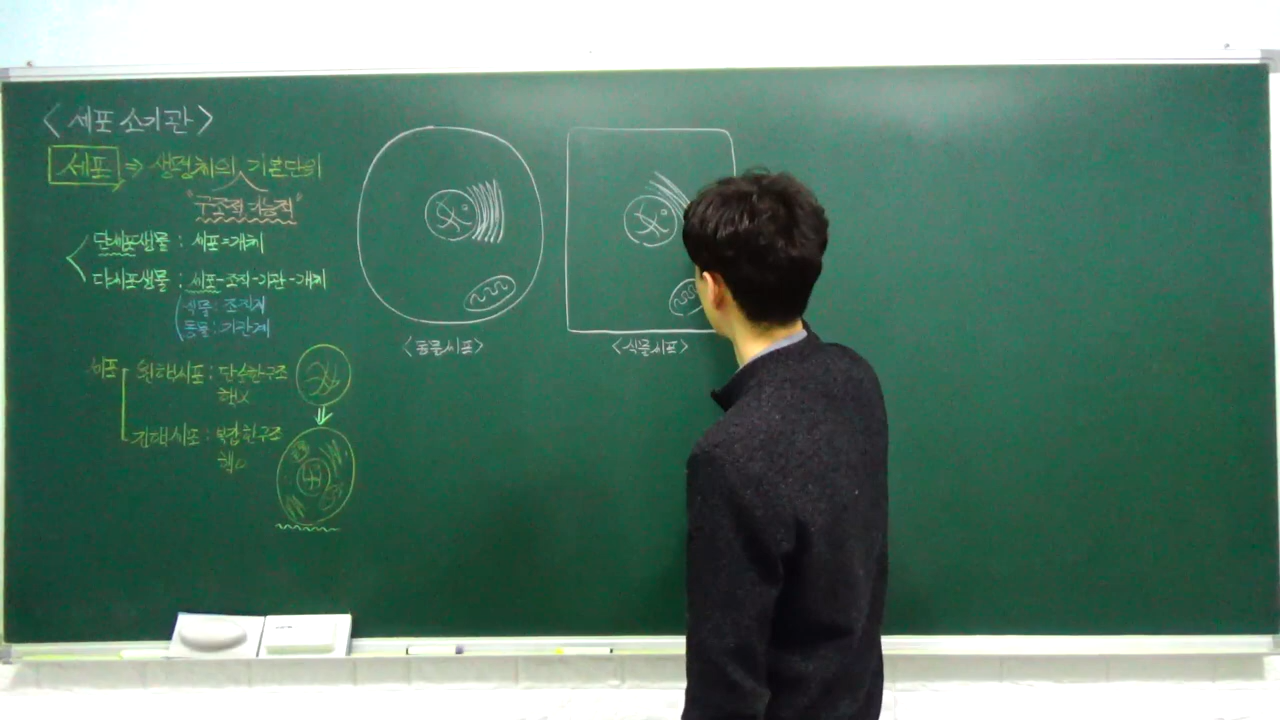 <세포 소기관>
세포 ⇒ 생명체의 기본단위
"구조적 기능적"
단세포생물 : 세포=개체
다세포생물 : 세포-조직-기관-개체
식물: 조직계
동물: 기관계
세포
원핵세포 : 단순한구조
핵X
진핵세포 : 복잡한구조
핵O
<동물세포>
<식물세포>